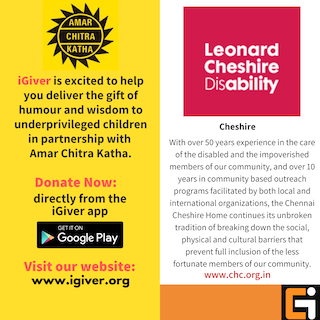 AMAR
CHITRA
KATHA
iGiver is excited to help
you deliver the gift of
humour and wisdom to
underprivileged children
in partnership with
Amar Chitra Katha.
Donate Now:
directly from the
iGiver app
GET IT ON
Google Play
Visit our website:
www.igiver.org
Leonard
Cheshire
Disability
Cheshire
With over 50 years experience in the care
of the disabled and the impoverished
members of our community, and over 10
years in community based outreach
programs facilitated by both local and
international organizations, the Chennai
Cheshire Home continues its unbroken
tradition of breaking down the social,
physical and cultural barriers that
prevent full inclusion of the less
fortunate members of our community.
www.chc.org.in